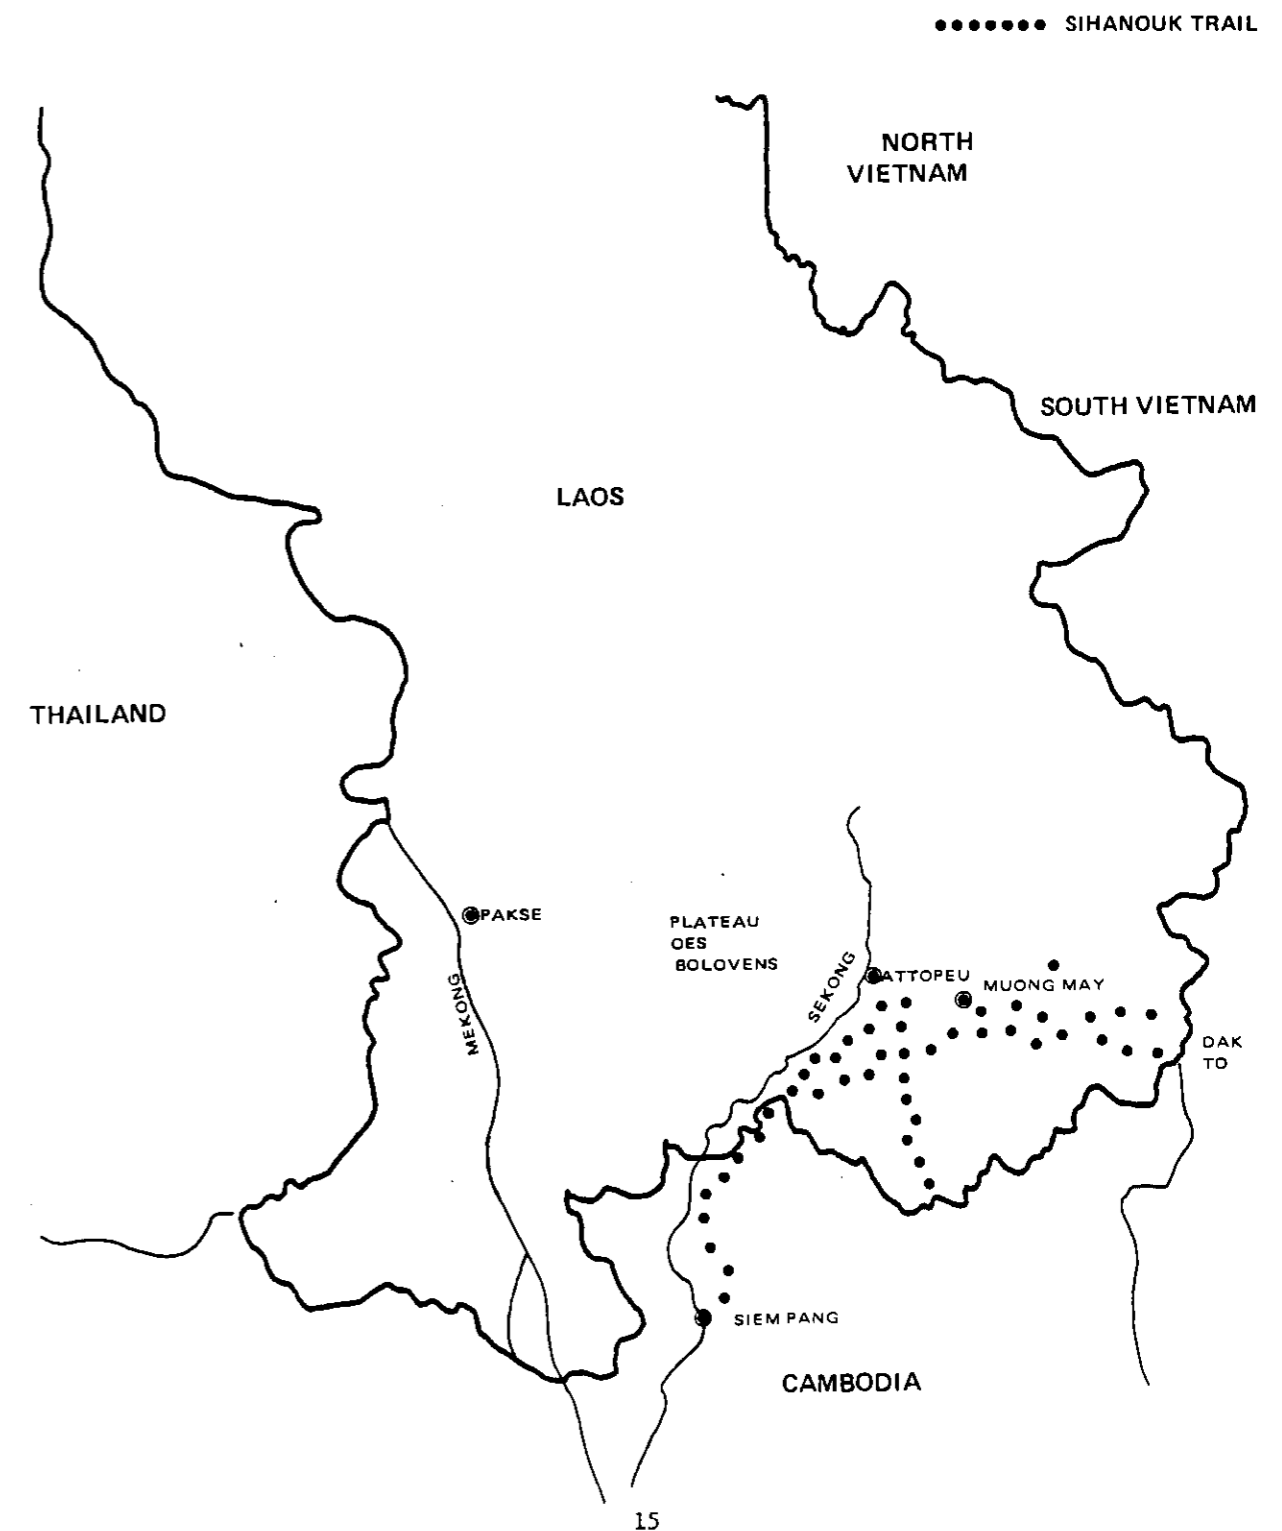 SIHANOUK TRAIL
NORTH
VIETNAM
SOUTH VIETNAM
LAOS
THAILAND
PAKSE
PLATEAU
OES
BOLOVENS
MEKONG
SEKONG
ATTOPEU
MUONG MAY
DAK
TO
SIEM PANG
CAMBODIA
15